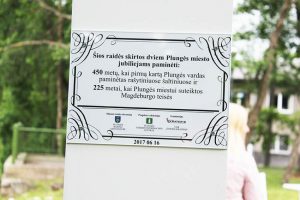 Šios raidės skirtos dviem Plungės miesto
jubiliejams paminėti:
450 metų, kai pirmą kartą Plungės vardas
paminėtas rašytiniuose šaltiniuose ir
225 metai, kai Plungės miestui suteiktos
Magdeburgo teisės
2017 06 16